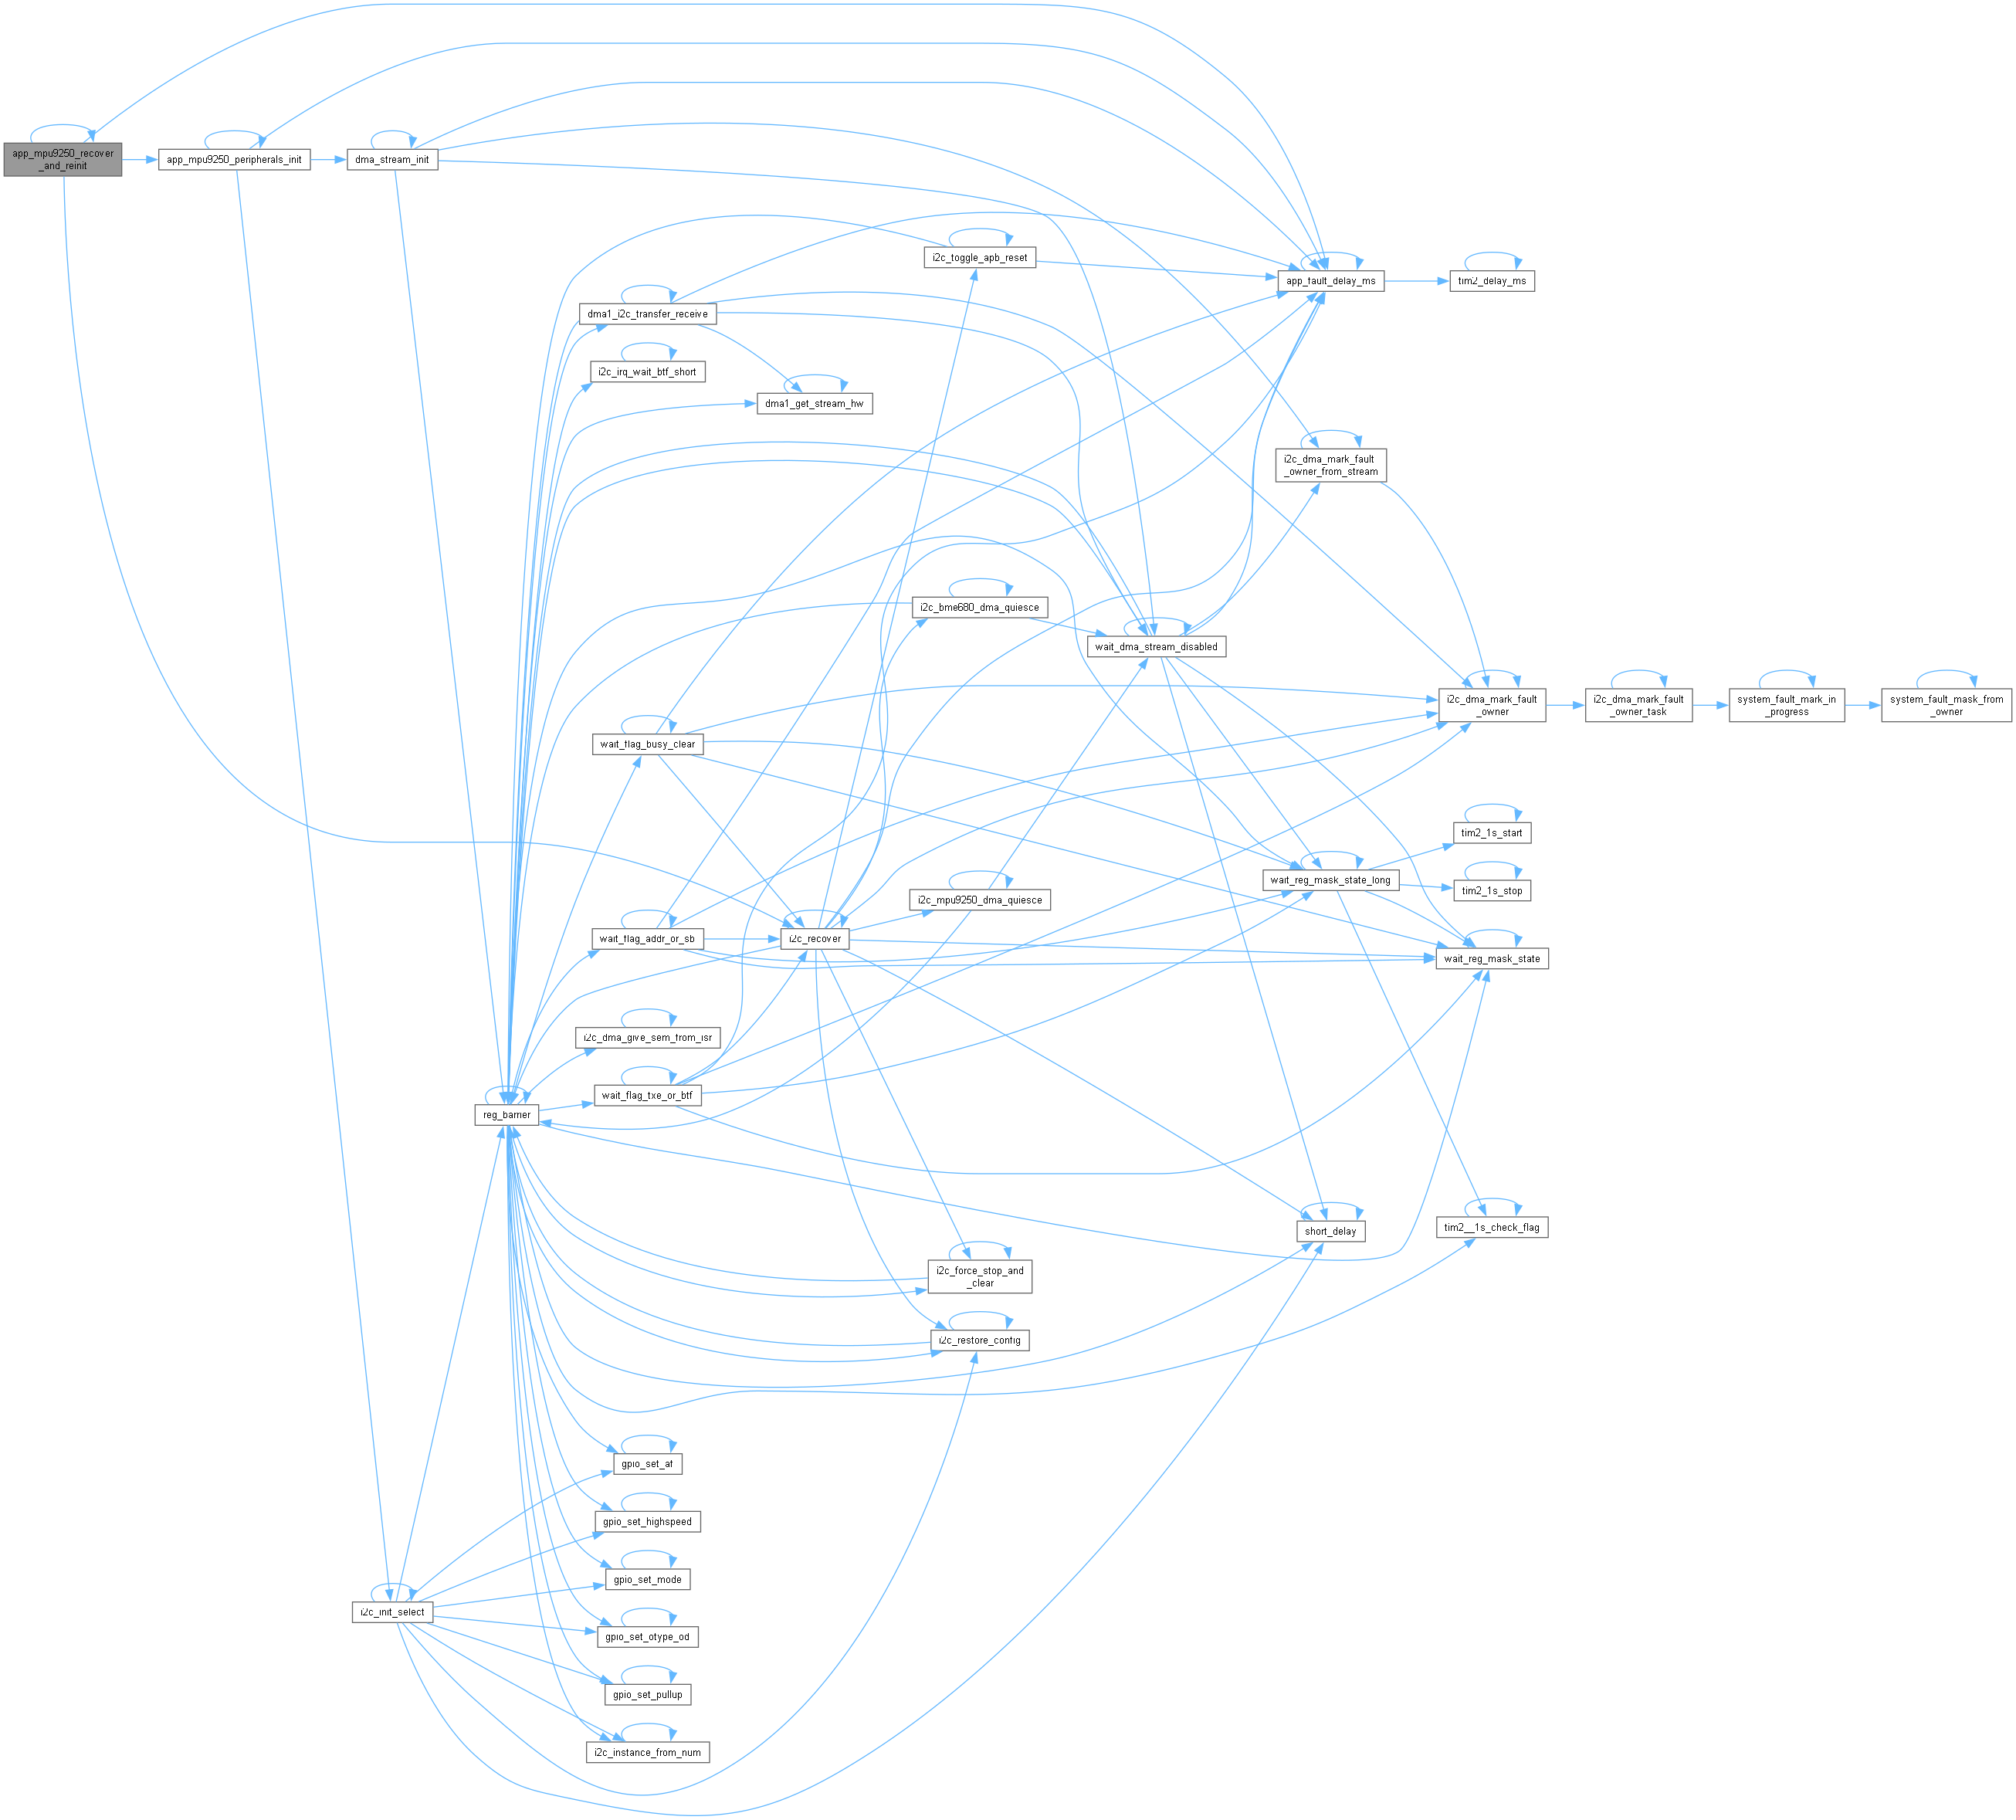 app_mpu9250_recover
_and_reinit
app_mpu9250_peripherals_init
dma_stream_init
i2c_toggle_apb_reset
app_fault_delay_ms
tim2_delay_ms
dma1_i2c_transfer_receive
i2c_irq_wait_btf_short
dma1_get_stream_hw
i2c_dma_mark_fault
_owner_from_stream
i2c_bme680_dma_quiesce
wait_dma_stream_disabled
i2c_dma_mark_fault
_owner
i2c_dma_mark_fault
_owner_task
system_fault_mark_in
_progress
system_fault_mask_from
_owner
wait_flag_busy_clear
tim2_1s_start
wait_reg_mask_state_long
tim2_1s_stop
i2c_mpu9250_dma_quiesce
wait_flag_addr_or_sb
i2c_recover
wait_reg_mask_state
i2c_dma_give_sem_from_isr
wait_flag_txe_or_btf
reg_barrier
short_delay
tim2__1s_check_flag
i2c_force_stop_and
_clear
i2c_restore_config
gpio_set_af
gpio_set_highspeed
gpio_set_mode
i2c_init_select
gpio_set_otype_od
gpio_set_pullup
i2c_instance_from_num